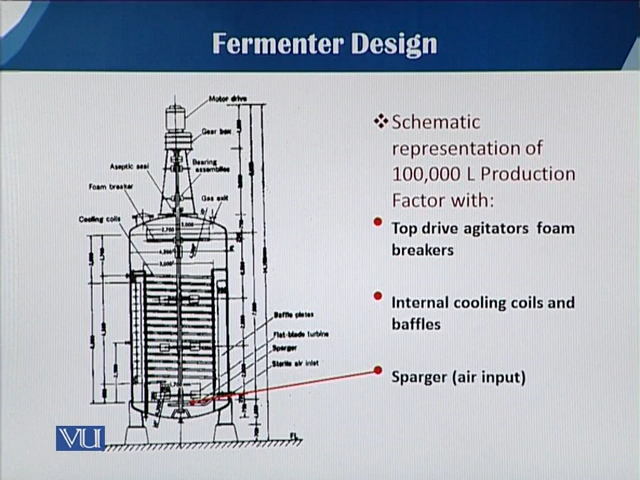 Fermenter Design
Motor drive
Gear box
Aseptic seal
Bearing
assemblies
Foam breaker
Gas exit
Cooling coils
Baffle plates
Flat-blade turbine
Sparger
Sterile air inlet
Schematic
representation of
100,000 L Production
Factor with:
Top drive agitators foam
breakers
Internal cooling coils and
baffles
Sparger (air input)
VU